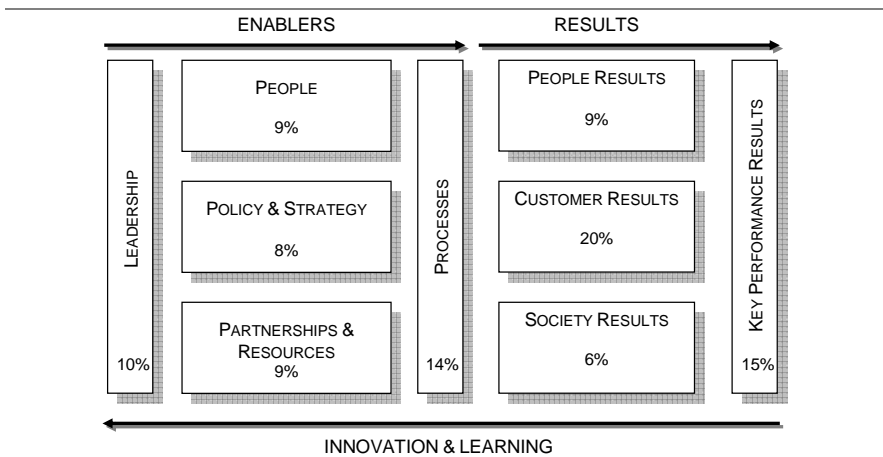 ENABLERS
RESULTS
LEADERSHIP
10%
PEOPLE
9%
POLICY & STRATEGY
8%
PARTNERSHIPS &
RESOURCES
9%
PROCESSES
14%
PEOPLE RESULTS
9%
CUSTOMER RESULTS
20%
SOCIETY RESULTS
6%
KEY PERFORMANCE RESULTS
15%
INNOVATION & LEARNING